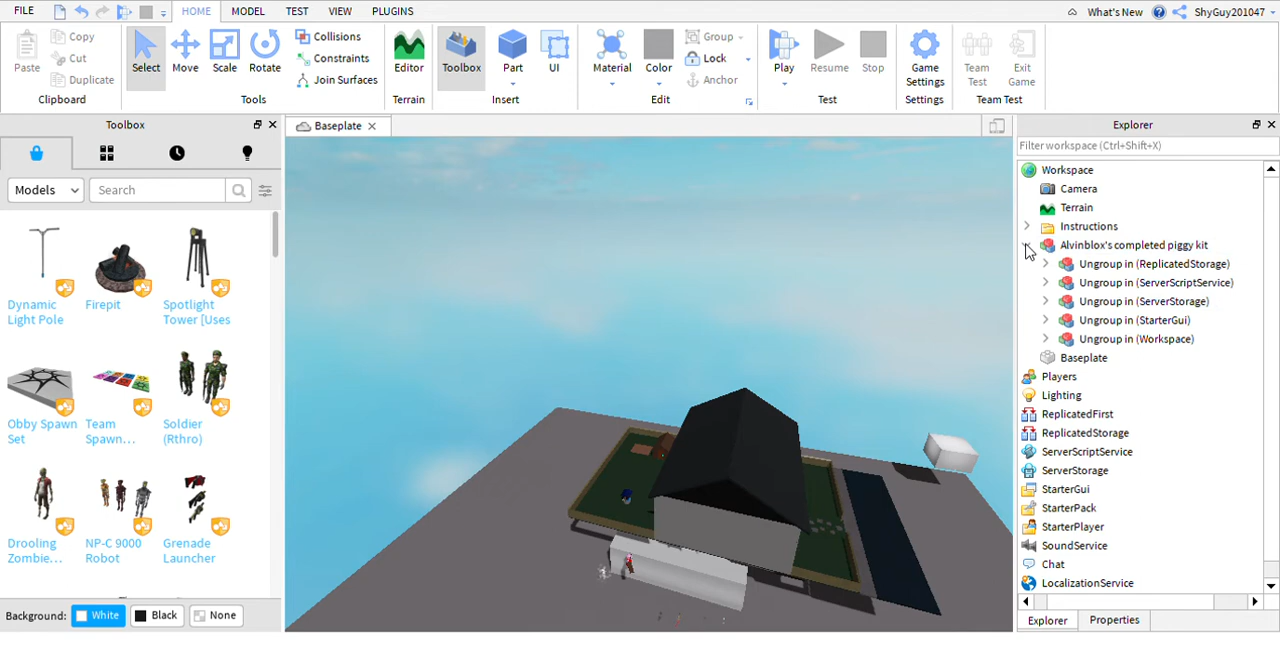 FILE
HOME
MODEL
TEST
VIEW
PLUGINS
What's New
ShyGuy201047
Paste
Copy
Cut
Duplicate
Clipboard
Select
Move
Scale
Rotate
Collisions
Constraints
Join Surfaces
Tools
Editor
Terrain
Toolbox
Part
UI
Insert
Material
Color
Group
Lock
Anchor
Edit
Play
Resume
Stop
Test
Game
Settings
Settings
Team
Test
Exit
Game
Team Test
Toolbox
Models
Search
Dynamic
Light Pole
Firepit
Spotlight
Tower [Uses
Obby Spawn
Set
Team
Spawn...
Soldier
(Rthro)
Drooling
Zombie...
NP-C 9000
Robot
Grenade
Launcher
Background:
White
Black
None
Baseplate
Explorer
Filter workspace (Ctrl+Shift+X)
Workspace
Camera
Terrain
Instructions
Alvinblox's completed piggy kit
Ungroup in (ReplicatedStorage)
Ungroup in (ServerScriptService)
Ungroup in (ServerStorage)
Ungroup in (StarterGui)
Ungroup in (Workspace)
Baseplate
Players
Lighting
ReplicatedFirst
ReplicatedStorage
ServerScriptService
ServerStorage
StarterGui
StarterPack
StarterPlayer
SoundService
Chat
LocalizationService
Explorer
Properties